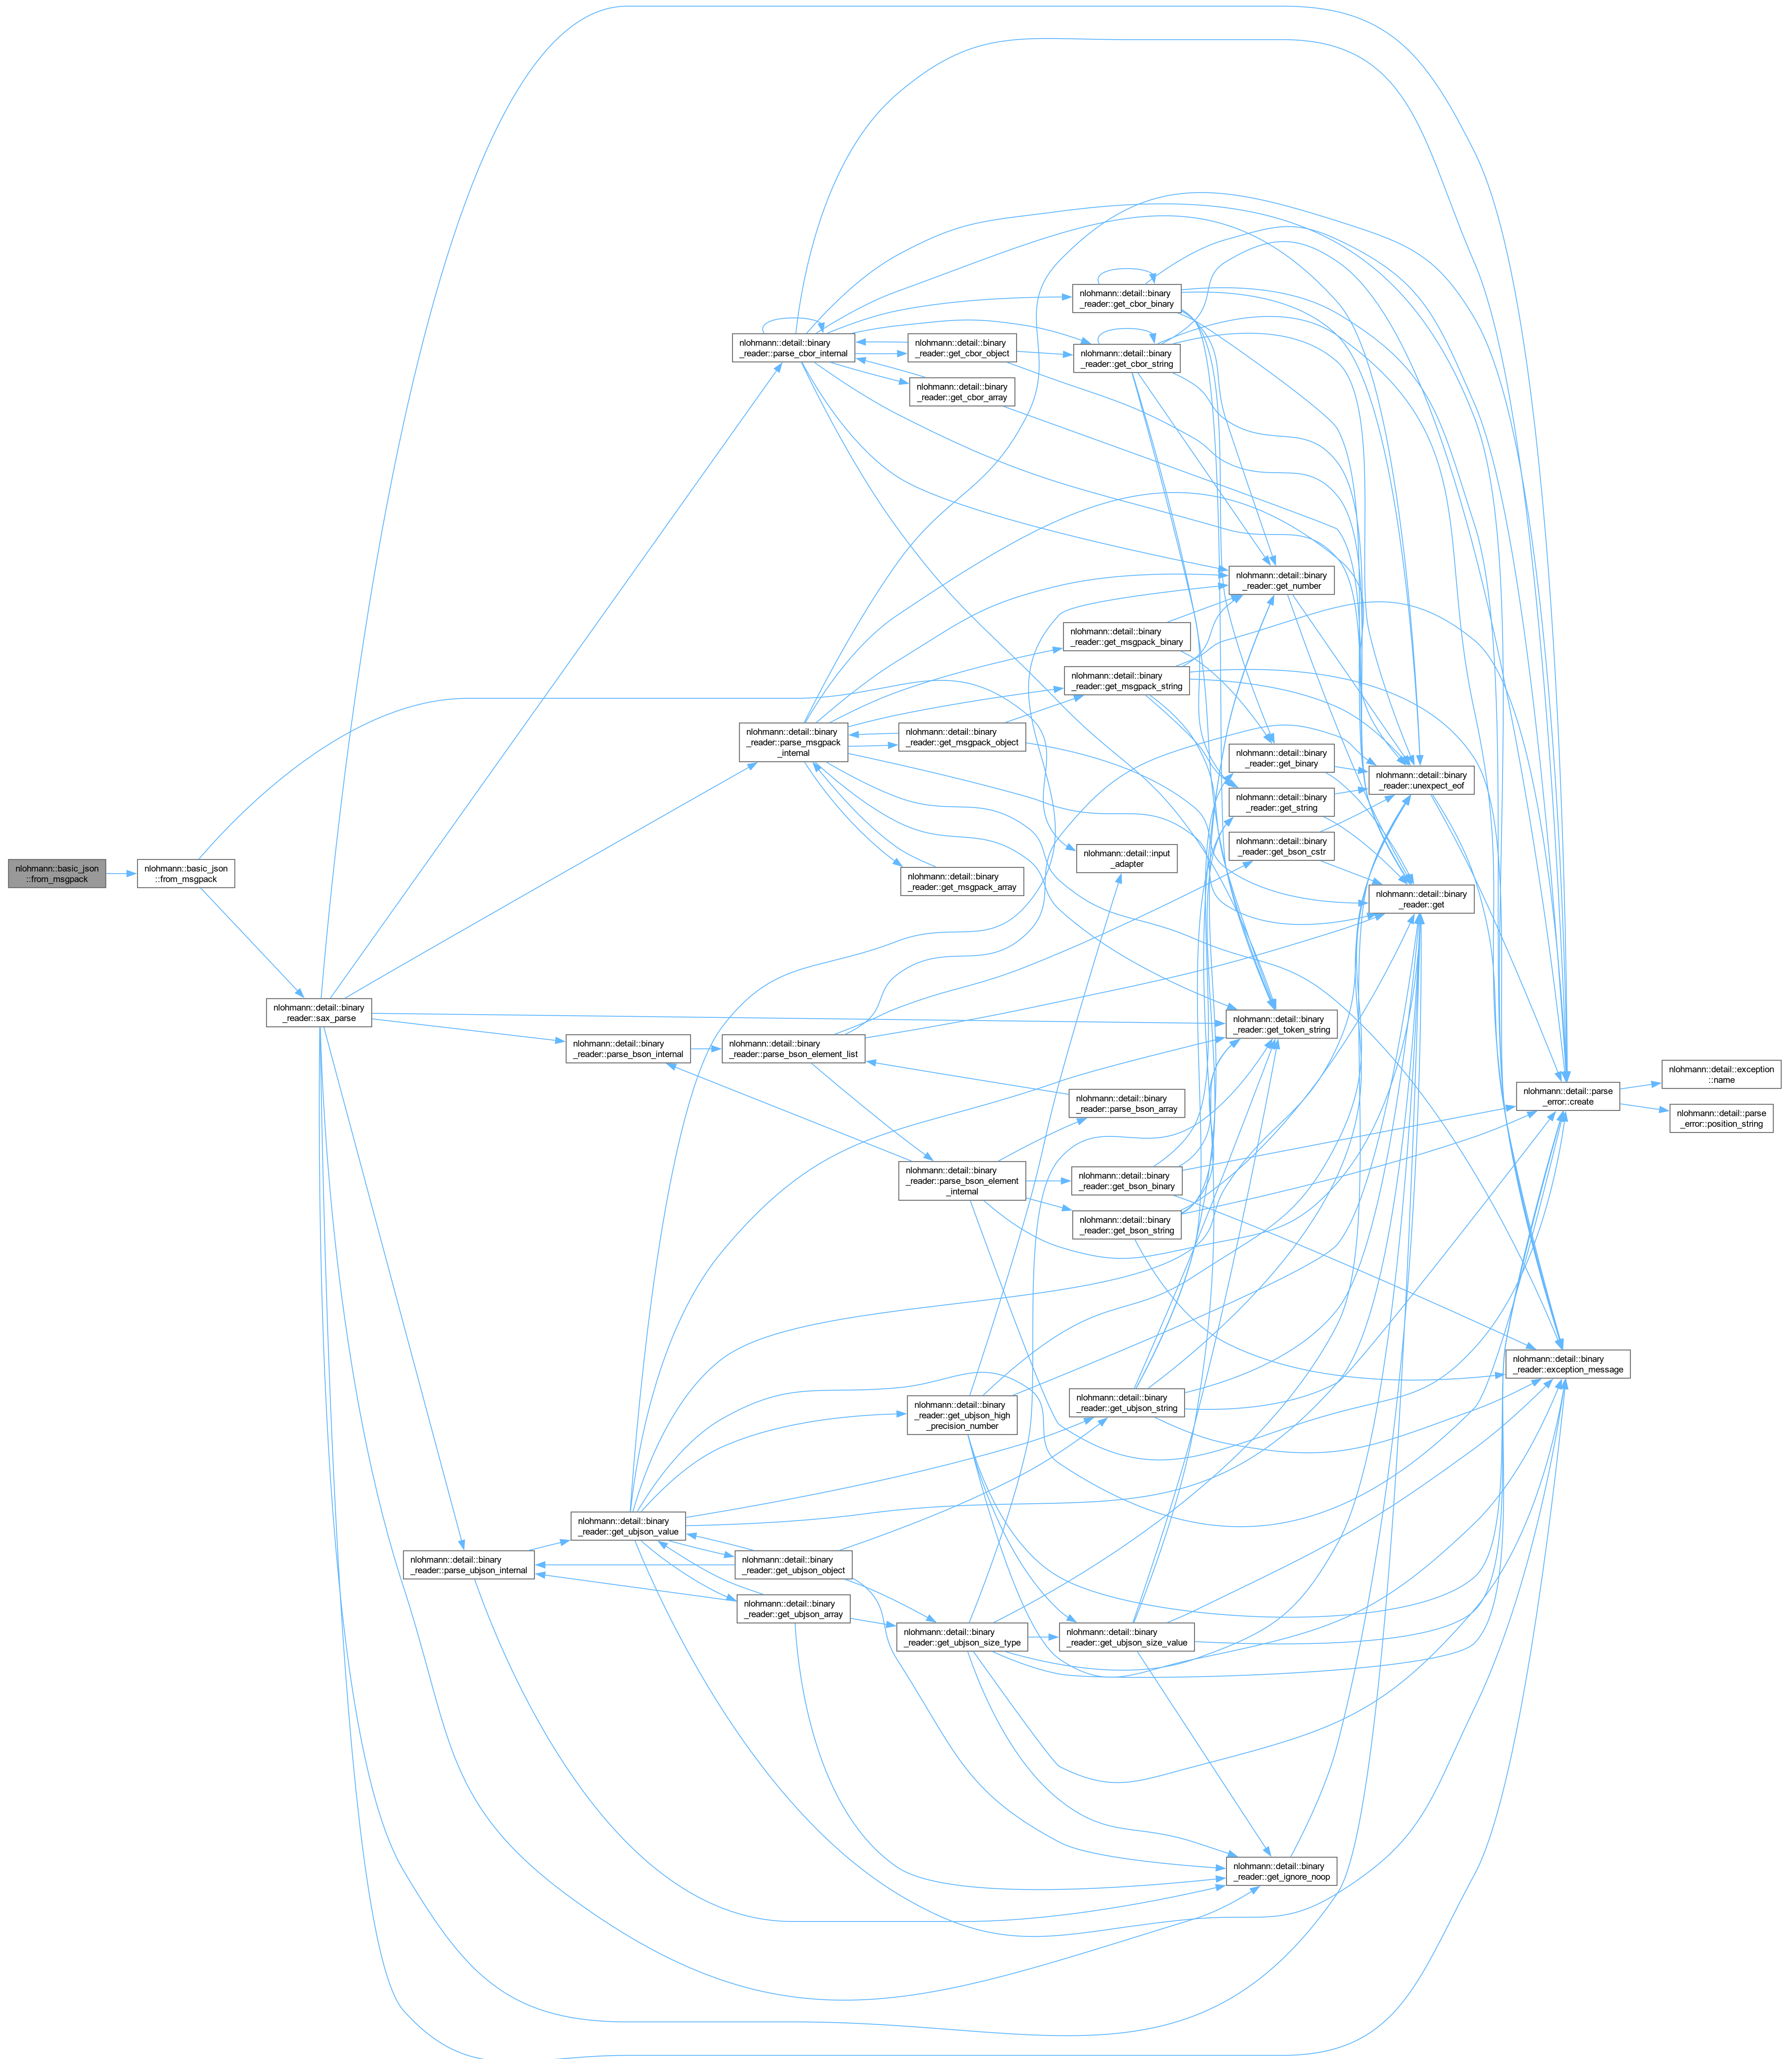 nlohmann::basic_json
::from_msgpack
nlohmann::basic_json
::from_msgpack
nlohmann::detail::binary
_reader::sax_parse
nlohmann::detail::binary
_reader::parse_cbor_internal
nlohmann::detail::binary
_reader::get_cbor_object
nlohmann::detail::binary
_reader::get_cbor_array
nlohmann::detail::binary
_reader::get_cbor_binary
nlohmann::detail::binary
_reader::get_cbor_string
nlohmann::detail::binary
_reader::get_number
nlohmann::detail::binary
_reader::get_msgpack_binary
nlohmann::detail::binary
_reader::get_msgpack_string
nlohmann::detail::binary
_reader::parse_msgpack
_internal
nlohmann::detail::binary
_reader::get_msgpack_object
nlohmann::detail::binary
_reader::get_msgpack_array
nlohmann::detail::binary
_reader::get_binary
nlohmann::detail::binary
_reader::get_string
nlohmann::detail::binary
_reader::get_bson_cstr
nlohmann::detail::input
_adapter
nlohmann::detail::binary
_reader::unexpect_eof
nlohmann::detail::binary
_reader::get
nlohmann::detail::binary
_reader::get_token_string
nlohmann::detail::binary
_reader::parse_bson_internal
nlohmann::detail::binary
_reader::parse_bson_element_list
nlohmann::detail::binary
_reader::parse_bson_array
nlohmann::detail::binary
_reader::parse_bson_element
_internal
nlohmann::detail::binary
_reader::get_bson_binary
nlohmann::detail::binary
_reader::get_bson_string
nlohmann::detail::parse
_error::create
nlohmann::detail::exception
::name
nlohmann::detail::parse
_error::position_string
nlohmann::detail::binary
_reader::exception_message
nlohmann::detail::binary
_reader::get_ubjson_high
_precision_number
nlohmann::detail::binary
_reader::get_ubjson_string
nlohmann::detail::binary
_reader::get_ubjson_value
nlohmann::detail::binary
_reader::parse_ubjson_internal
nlohmann::detail::binary
_reader::get_ubjson_object
nlohmann::detail::binary
_reader::get_ubjson_array
nlohmann::detail::binary
_reader::get_ubjson_size_type
nlohmann::detail::binary
_reader::get_ubjson_size_value
nlohmann::detail::binary
_reader::get_ignore_noop